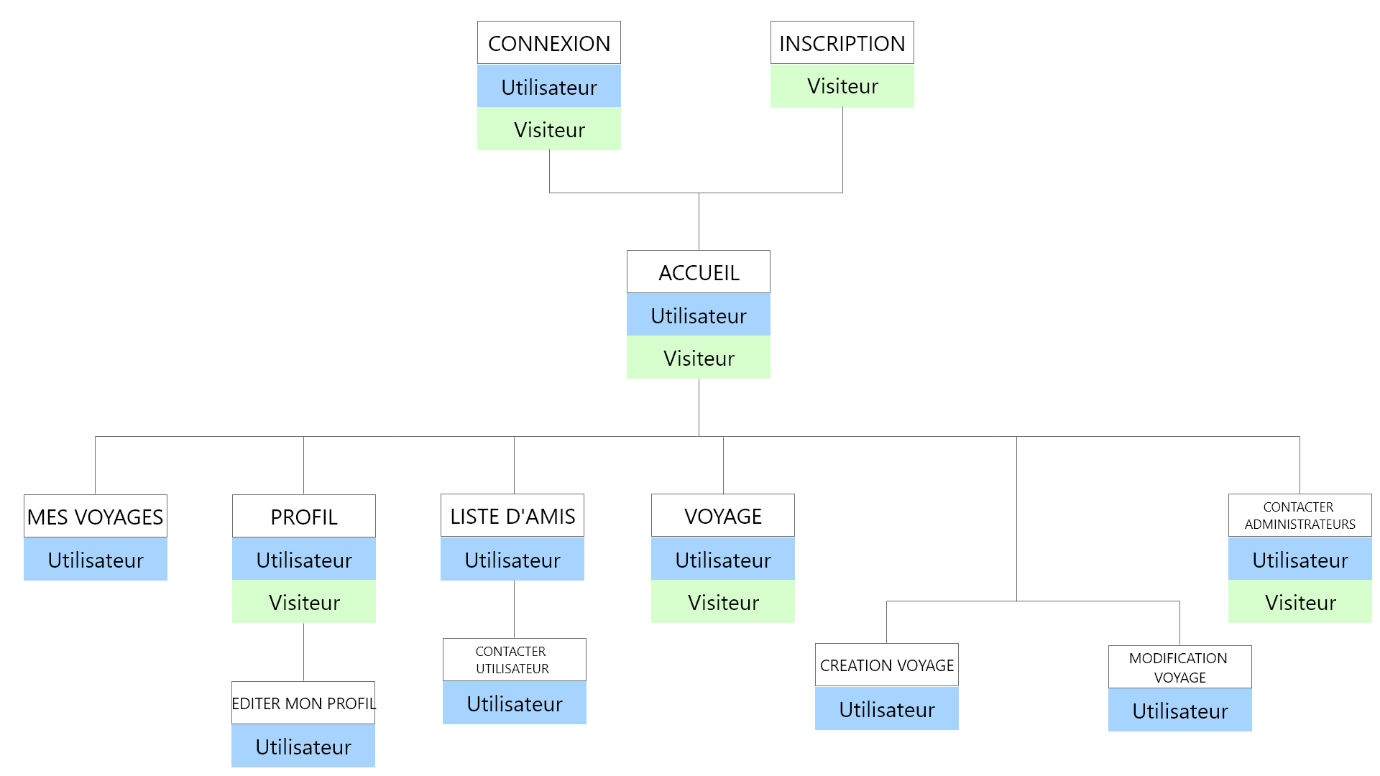 CONNEXION
Utilisateur
Visiteur
INSCRIPTION
Visiteur
ACCUEIL
Utilisateur
Visiteur
MES VOYAGES
Utilisateur
PROFIL
Utilisateur
Visiteur
EDITER MON PROFIL
Utilisateur
LISTE D'AMIS
Utilisateur
CONTACTER
UTILISATEUR
Utilisateur
VOYAGE
Utilisateur
Visiteur
CREATION VOYAGE
Utilisateur
MODIFICATION
VOYAGE
Utilisateur
CONTACTER
ADMINISTRATEURS
Utilisateur
Visiteur